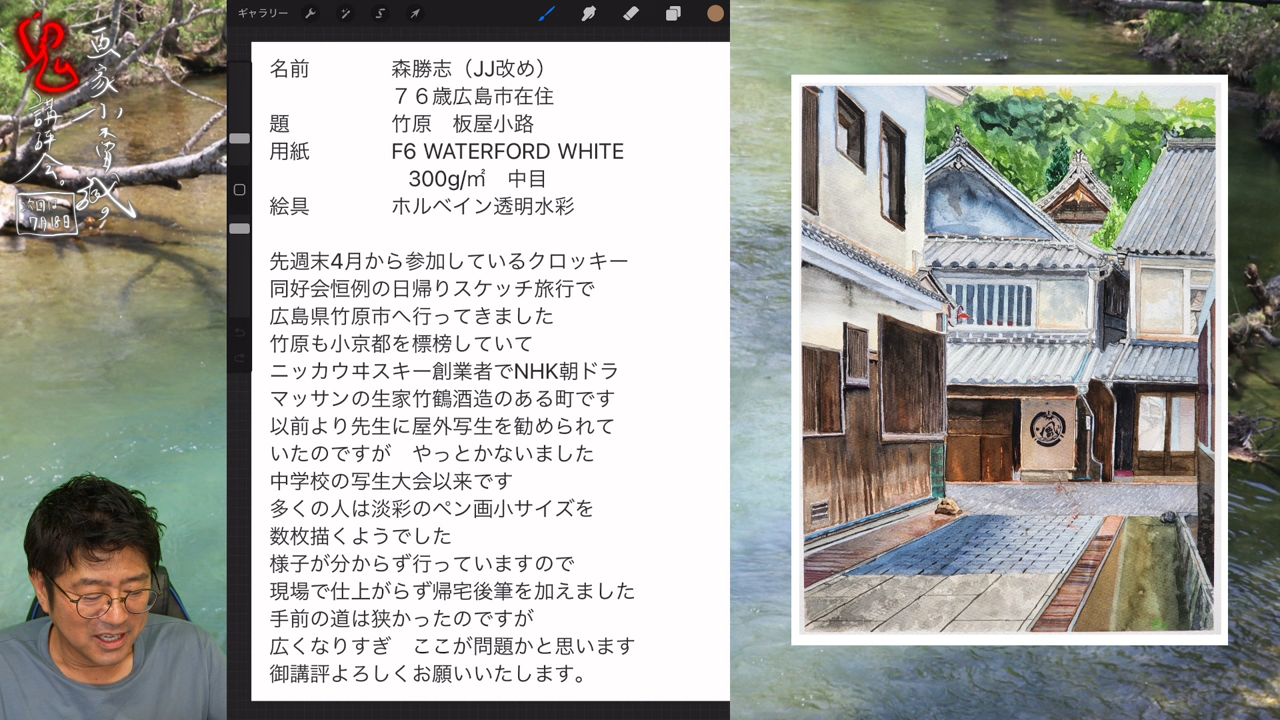 鬼講評会。
画家小原武夫
次回は
7月18日
ギャラリー
名前 森勝志（JJ改め）
７６歳広島市在住
題 竹原 板屋小路
用紙 F6 WATERFORD WHITE
300g/㎡ 中目
絵具 ホルベイン透明水彩
先週末4月から参加しているクロッキー
同好会恒例の日帰りスケッチ旅行で
広島県竹原市へ行ってきました
竹原も小京都を標榜していて
ニッカウヰスキー創業者でNHK朝ドラ
マッサンの生家竹鶴酒造のある町です
以前より先生に屋外写生を勧められて
いたのですが やっとかないました
中学校の写生大会以来です
多くの人は淡彩のペン画小サイズを
数枚描くようでした
様子が分からず行っていますので
現場で仕上がらず帰宅後筆を加えました
手前の道は狭かったのですが
広くなりすぎ ここが問題かと思います
御講評よろしくお願いいたします。